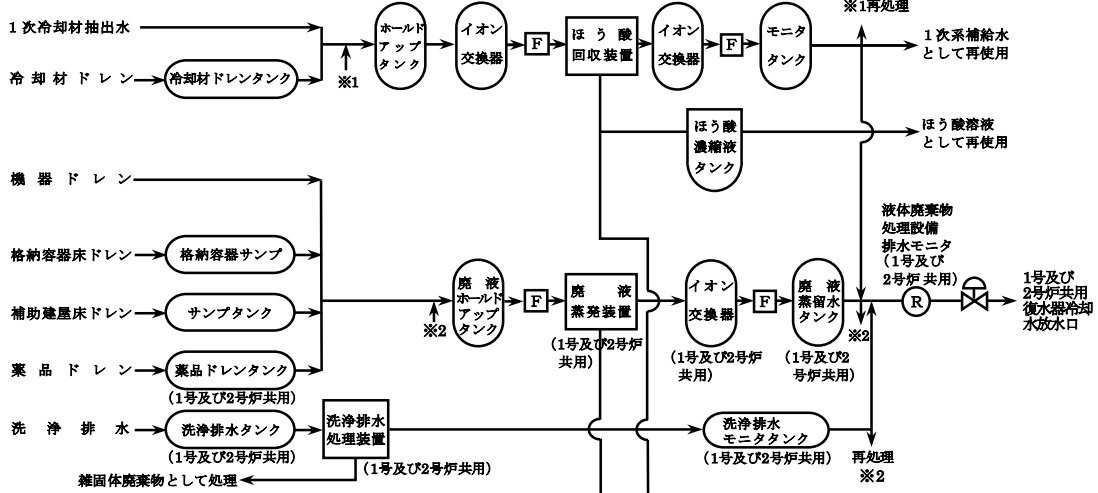 ※1再処理
1次冷却材抽出水
ホールド
アップ
タンク
イオン
交換器
F
ほう酸
回収装置
イオン
交換器
F
モニタ
タンク
1次系補給水
として再使用
冷却材ドレン
冷却材ドレンタンク
※1
ほう酸
濃縮液
タンク
ほう酸溶液
として再使用
機器ドレン
液体廃棄物
処理設備
排水モニタ
(1号及び
2号炉共用)
格納容器床ドレン
格納容器サンプ
補助建屋床ドレン
サンプタンク
※2
廃液
ホールド
アップ
タンク
F
廃液
蒸発装置
(1号及び2号炉
共用)
イオン
交換器
(1号及び2号炉
共用)
F
廃液
蒸留水
タンク
(1号及び2
号炉共用)
※2
R
1号及び
2号炉共用
復水器冷却
水放水口
薬品ドレン
薬品ドレンタンク
(1号及び2号炉共用)
洗浄排水
洗浄排水タンク
(1号及び2号炉共用)
洗浄排水
処理装置
(1号及び2号炉共用)
洗浄排水
モニタタンク
(1号及び2号炉共用)
再処理
※2
雑固体廃棄物として処理